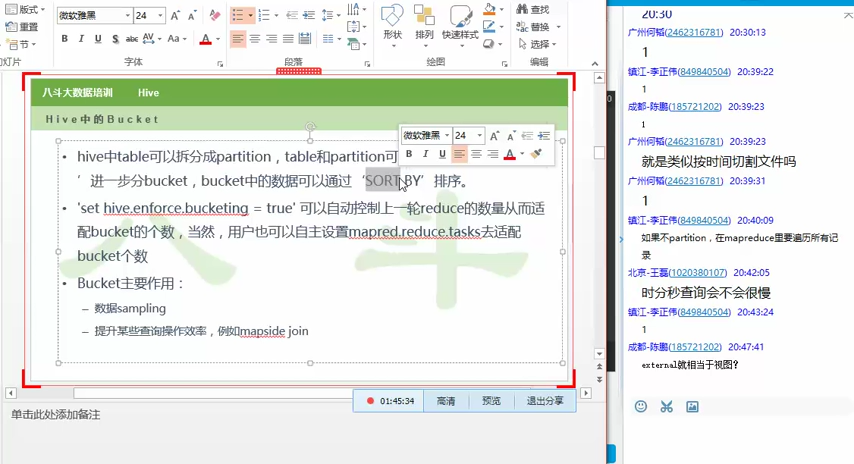 版式
重置
节
灯片
微软雅黑
24
B I U S abc AV Aa A
字体
段落
形状
排列
快速样式
绘图
查找
替换
选择
编辑
八斗大数据培训 Hive
Hive中的Bucket
微软雅黑 24
B I U A
hive中table可以拆分成partition，table和partition可
’进一步分bucket，bucket中的数据可以通过‘SORT BY’排序。
'set hive.enforce.bucketing = true' 可以自动控制上一轮reduce的数量从而适
配bucket的个数，当然，用户也可以自主设置mapred.reduce.tasks去适配
bucket个数
Bucket主要作用：
– 数据sampling
– 提升某些查询操作效率，例如mapside join
八斗
01:45:34 高清 预览 退出分享
单击此处添加备注
20:30
广州何韬(2462316781) 20:30:13
1
镇江-李正伟(849840504) 20:39:22
1
成都-陈鹏(185721202) 20:39:23
1
广州何韬(2462316781) 20:39:23
就是类似按时间切割文件吗
广州何韬(2462316781) 20:39:31
1
镇江-李正伟(849840504) 20:40:09
如果不partition，在mapreduce里要遍历所有记
录
北京-王磊(1020380107) 20:42:05
时分秒查询会不会很慢
镇江-李正伟(849840504) 20:43:24
1
成都-陈鹏(185721202) 20:47:41
external就相当于视图？